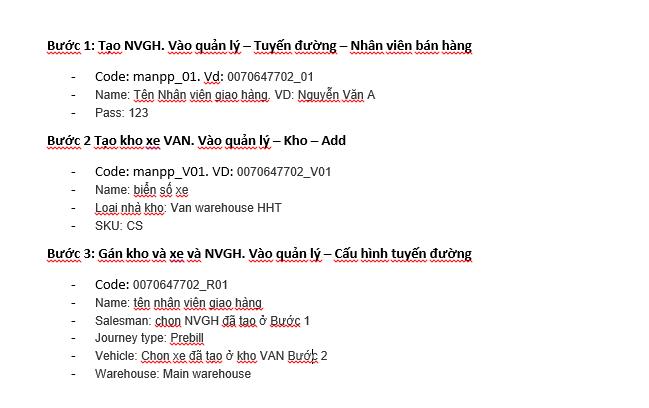 Bước 1: Tạo NVGH. Vào quản lý – Tuyến đường – Nhân viên bán hàng
- Code: manpp_01. Vd: 0070647702_01
- Name: Tên Nhân viên giao hàng. VD: Nguyễn Văn A
- Pass: 123
Bước 2 Tạo kho xe VAN. Vào quản lý – Kho – Add
- Code: manpp_V01. VD: 0070647702_V01
- Name: biển số xe
- Loại nhà kho: Van warehouse HHT
- SKU: CS
Bước 3: Gán kho và xe và NVGH. Vào quản lý – Cấu hình tuyến đường
- Code: 0070647702_R01
- Name: tên nhân viên giao hàng
- Salesman: chọn NVGH đã tạo ở Bước 1
- Journey type: Prebill
- Vehicle: Chọn xe đã tạo ở kho VAN Bước 2
- Warehouse: Main warehouse